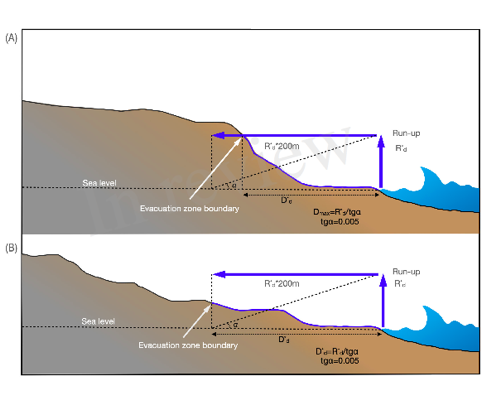 (A)
Run-up
R'd
R'd*200m
α
Sea level
D'd
Evacuation zone boundary
Dmax=R'd/tgα
tgα=0.005
(B)
Run-up
R'd
R'd*200m
Sea level
α
D'd
Evacuation zone boundary
D'd=R'd/tgα
tgα=0.005